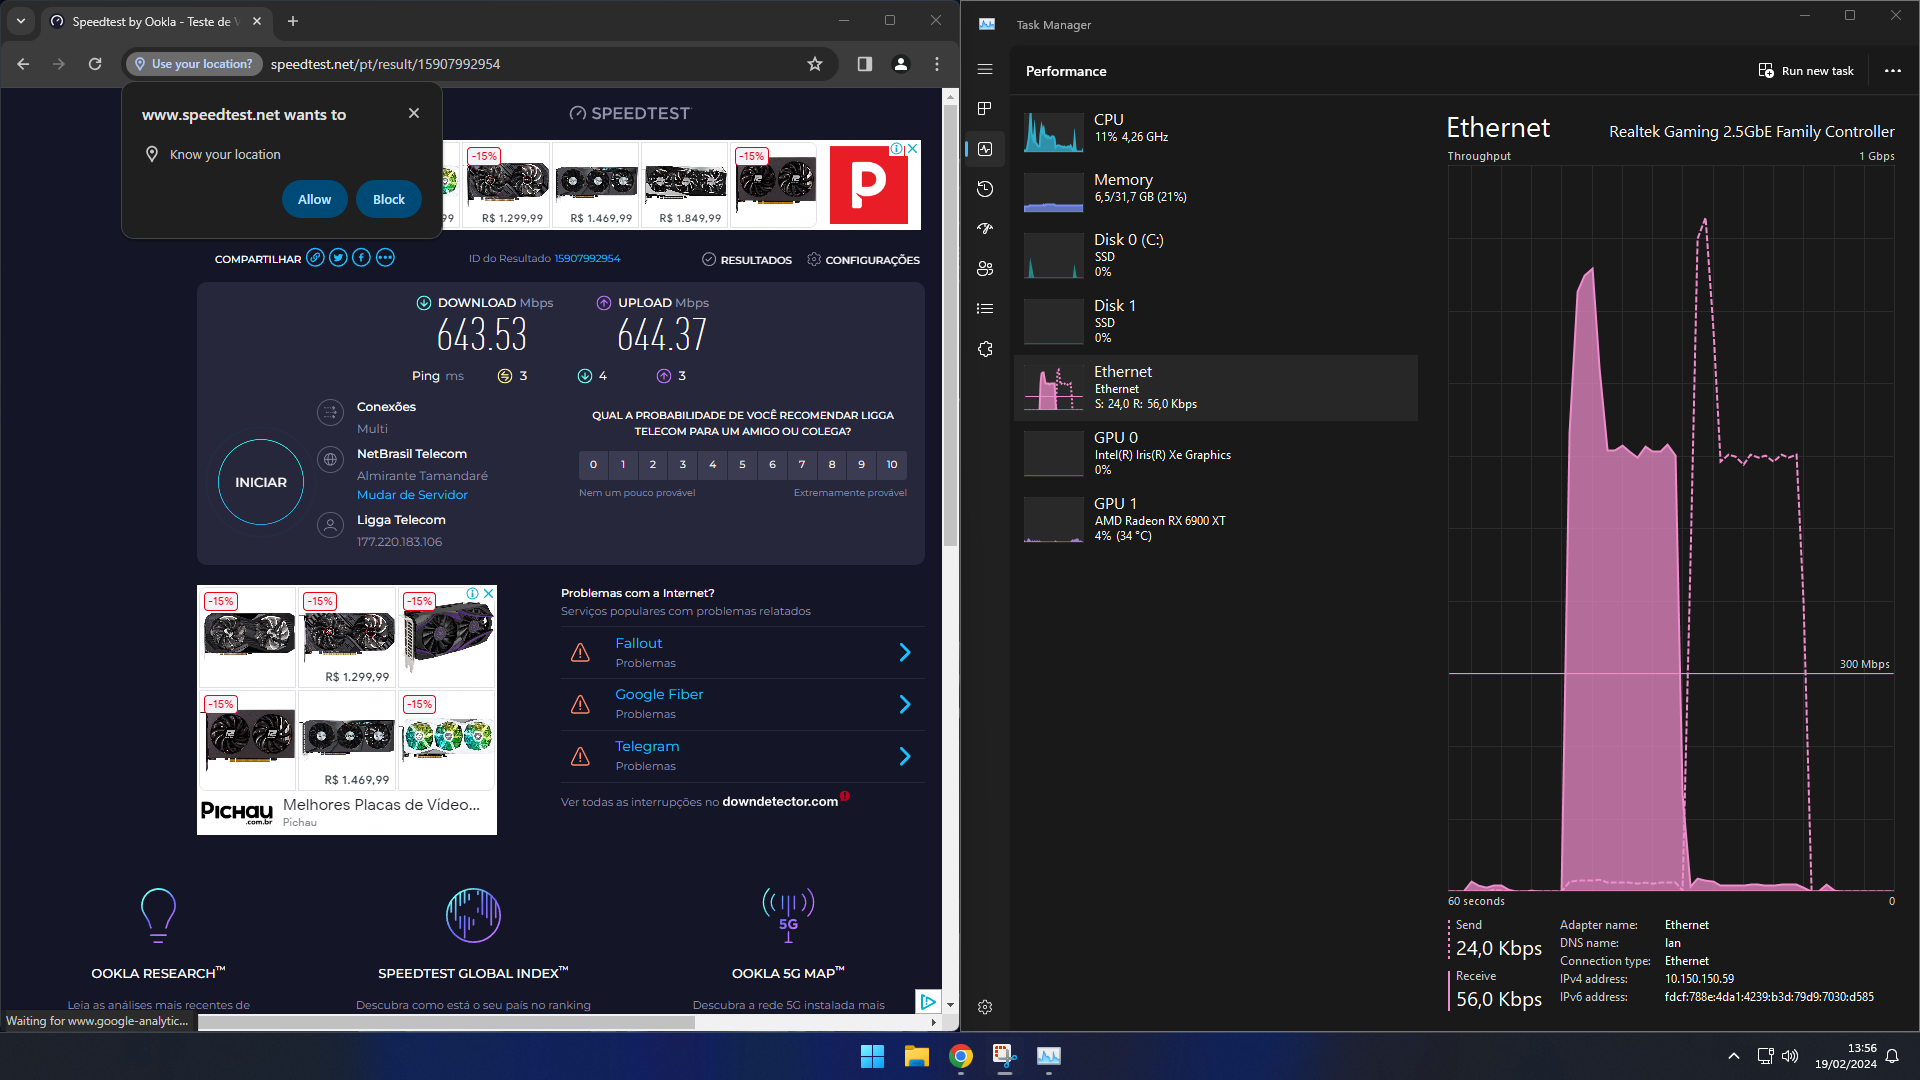 Speedtest by Ookla - Teste de V
Use your location?
speedtest.net/pt/result/15907992954
www.speedtest.net wants to
Know your location
Allow
Block
SPEEDTEST
-15%
-15%
R$ 1.299,99
R$ 1.469,99
R$ 1.849,99
COMPARTILHAR
ID do Resultado 15907992954
RESULTADOS
CONFIGURAÇÕES
DOWNLOAD Mbps
643.53
UPLOAD Mbps
644.37
Ping ms
3
4
3
Conexões
Multi
NetBrasil Telecom
Almirante Tamandaré
Mudar de Servidor
Ligga Telecom
177.220.183.106
INICIAR
QUAL A PROBABILIDADE DE VOCÊ RECOMENDAR LIGGA
TELECOM PARA UM AMIGO OU COLEGA?
0 1 2 3 4 5 6 7 8 9 10
Nem um pouco provável
Extremamente provável
-15%
-15%
-15%
R$ 1.299,99
-15%
-15%
R$ 1.469,99
PICHAU
.com.br
Melhores Placas de Vídeo...
Pichau
Problemas com a Internet?
Serviços populares com problemas relatados
Fallout
Problemas
Google Fiber
Problemas
Telegram
Problemas
Ver todas as interrupções no downdetector.com
5G
OOKLA RESEARCH™
SPEEDTEST GLOBAL INDEX™
OOKLA 5G MAP™
Leia as análises mais recentes de
Descubra como está o seu país no ranking
Descubra a rede 5G instalada mais
Waiting for www.google-analytic...
Task Manager
Performance
Run new task
CPU
11% 4,26 GHz
Memory
6,5/31,7 GB (21%)
Disk 0 (C:)
SSD
0%
Disk 1
SSD
0%
Ethernet
Ethernet
S: 24,0 R: 56,0 Kbps
GPU 0
Intel(R) Iris(R) Xe Graphics
0%
GPU 1
AMD Radeon RX 6900 XT
4% (34 °C)
Ethernet
Realtek Gaming 2.5GbE Family Controller
Throughput
1 Gbps
300 Mbps
60 seconds
0
Send
24,0 Kbps
Receive
56,0 Kbps
Adapter name: Ethernet
DNS name: lan
Connection type: Ethernet
IPv4 address: 10.150.150.59
IPv6 address: fdcf:788e:4da1:4239:b3d:79d9:7030:d585
13:56
19/02/2024